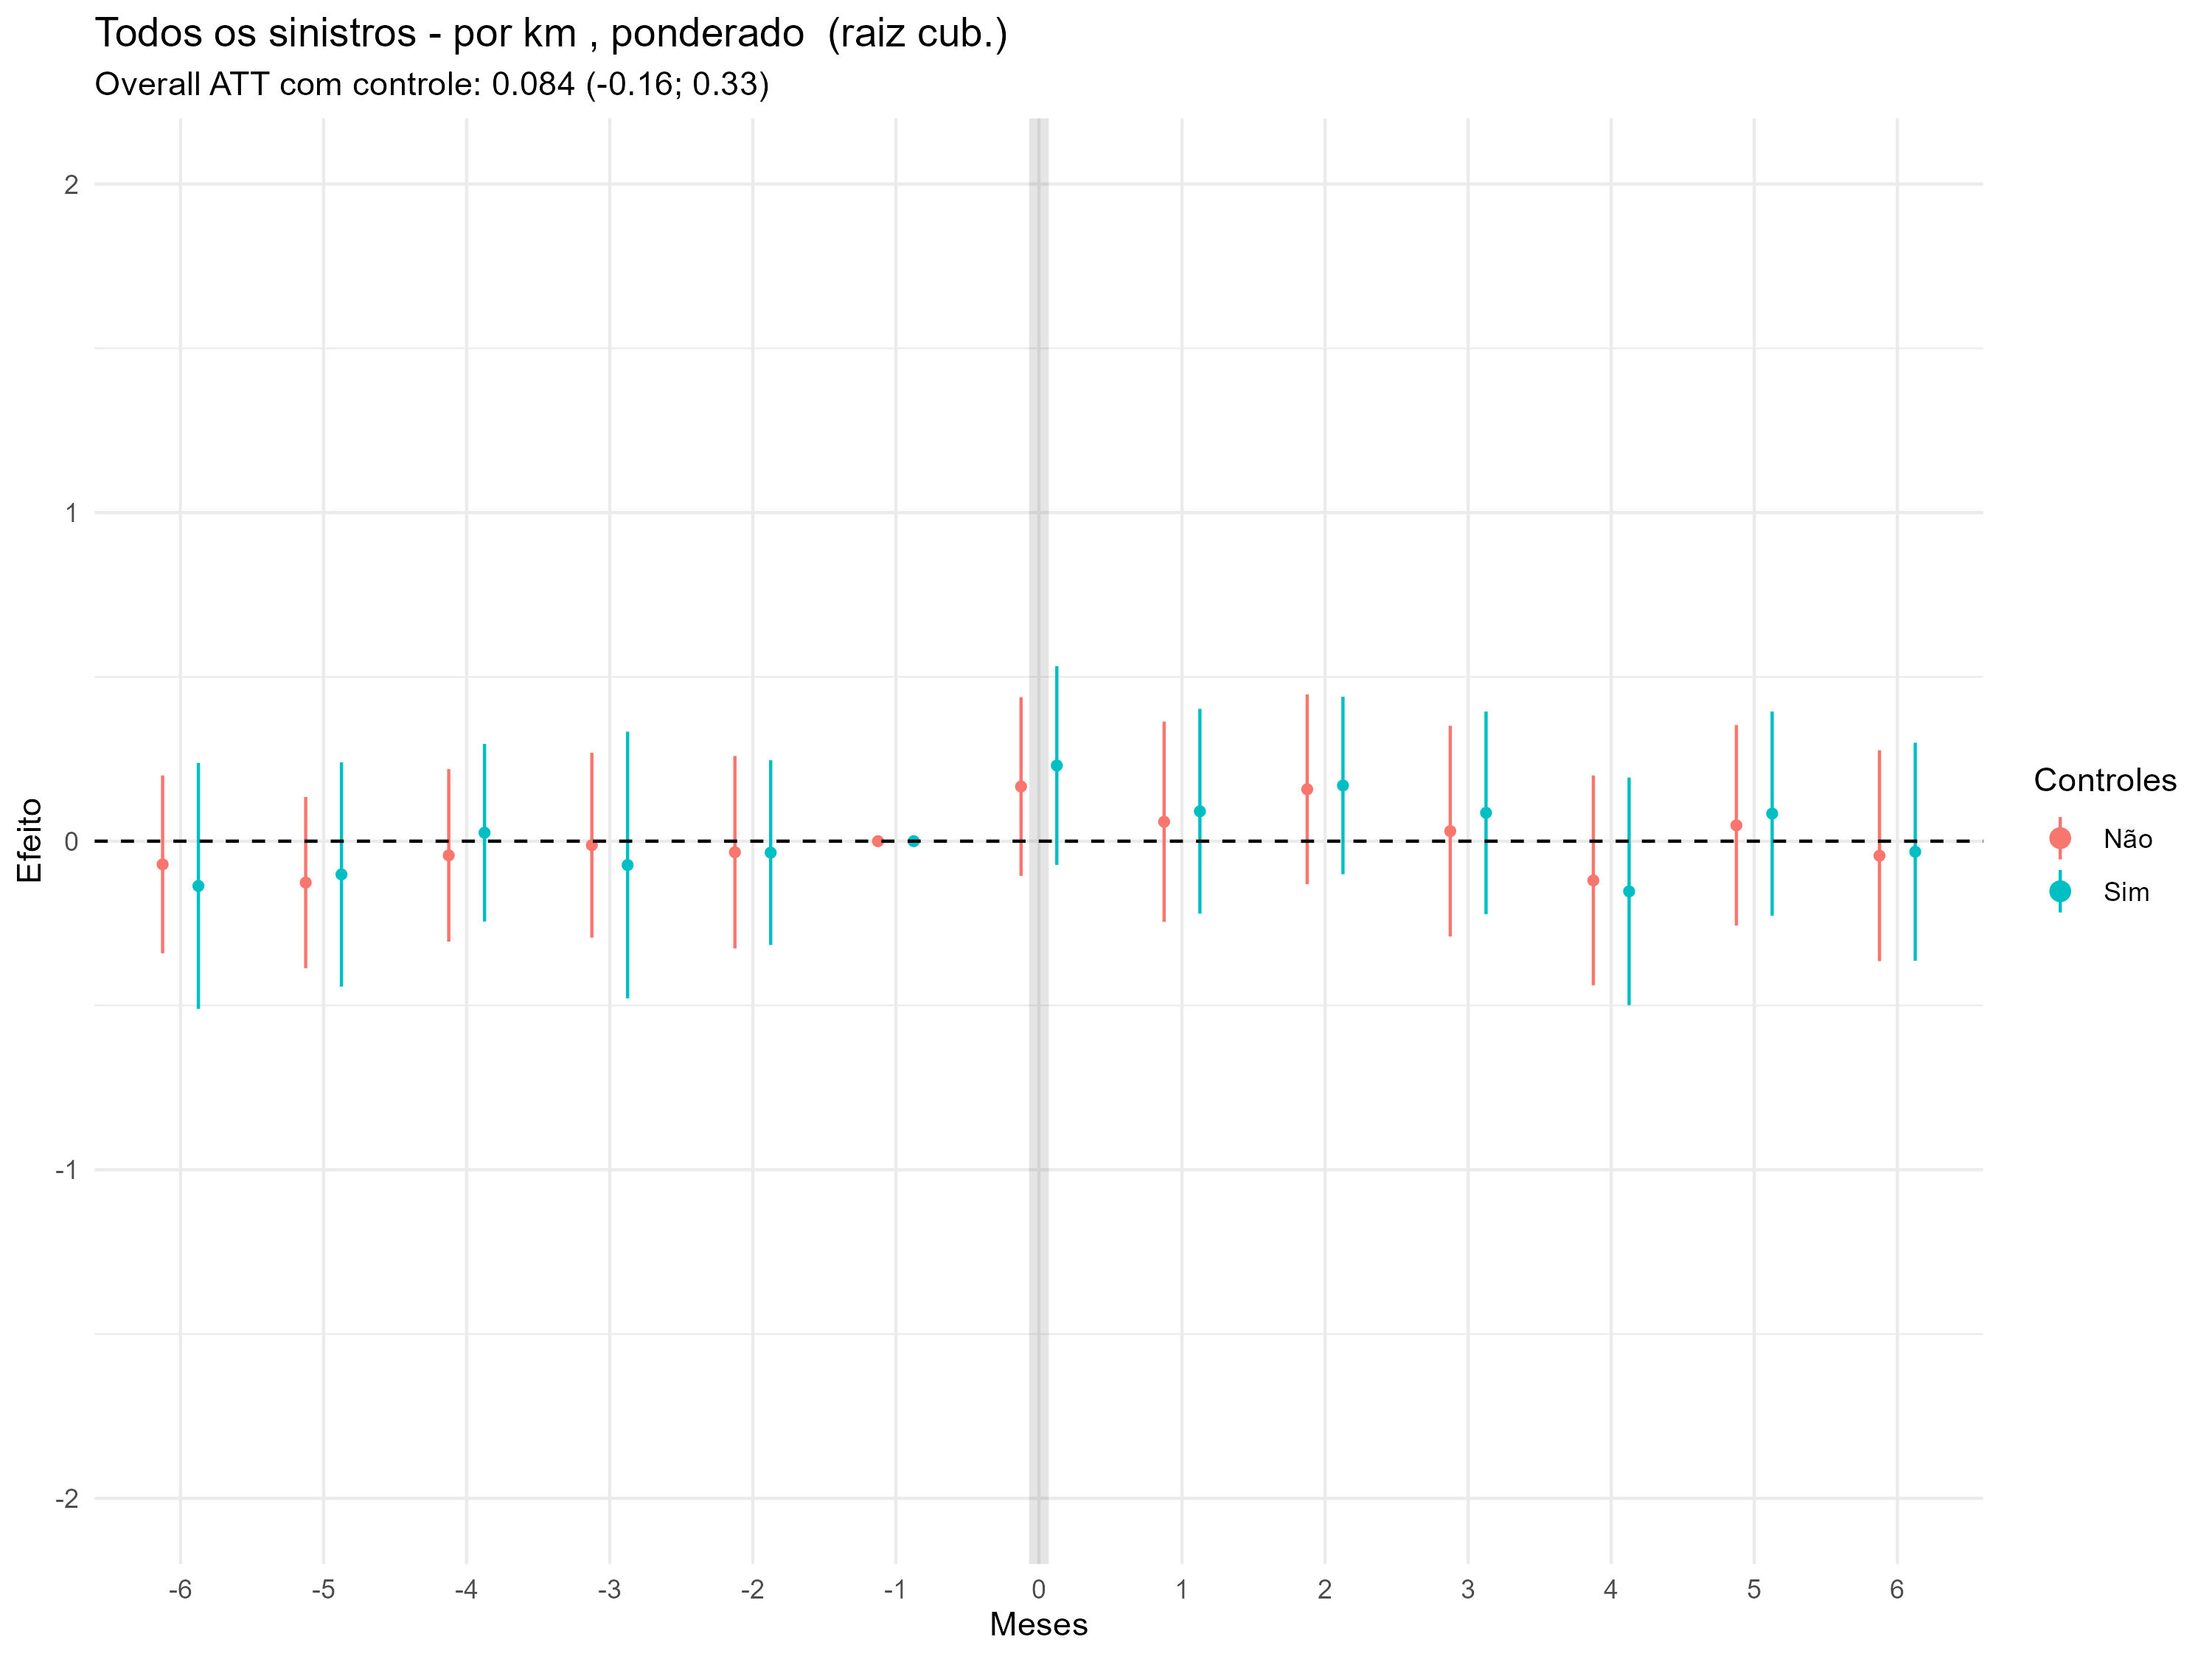 Todos os sinistros - por km , ponderado  (raiz cub.)
Overall ATT com controle: 0.084 (-0.16; 0.33)
2
1
0
-1
-2
Efeito
-6 -5 -4 -3 -2 -1 0 1 2 3 4 5 6
Meses
Controles
Não
Sim